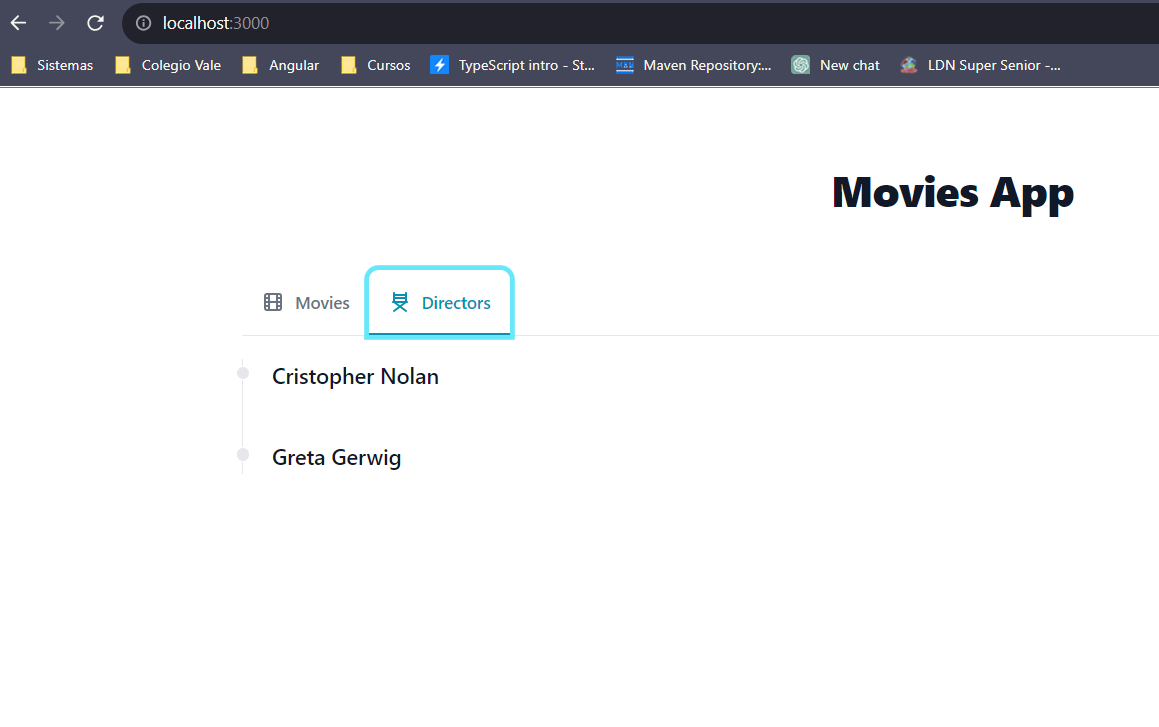 localhost:3000
Sistemas Colegio Vale Angular Cursos TypeScript intro - St... Maven Repository:... New chat LDN Super Senior -...
Movies App
Movies Directors
Cristopher Nolan
Greta Gerwig